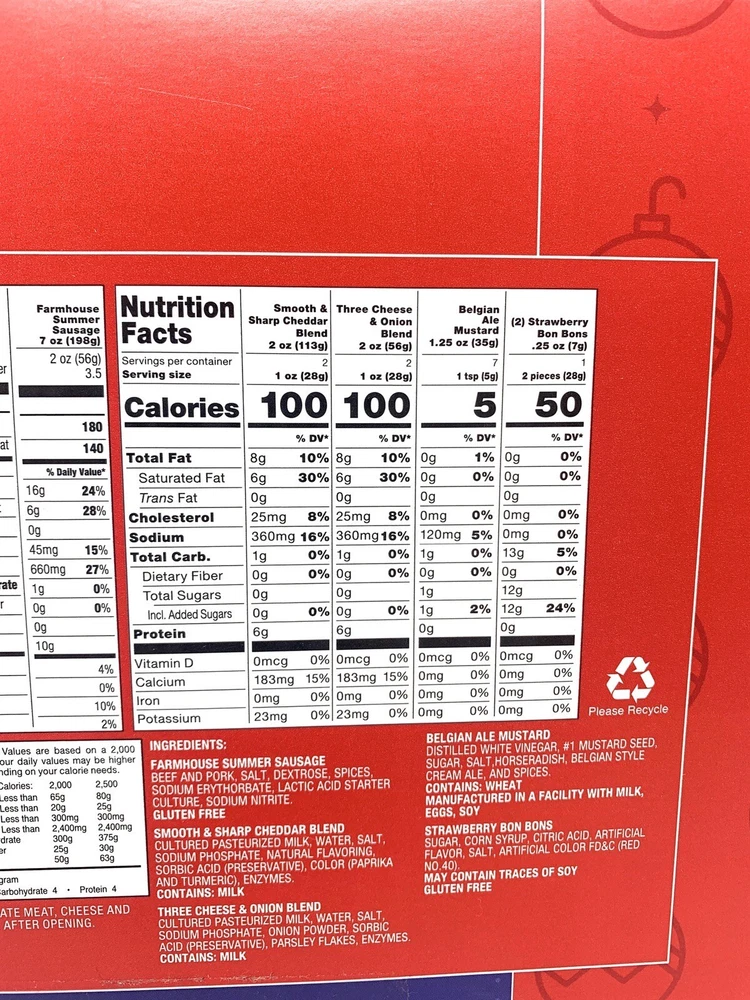 Farmhouse
Summer
Sausage
7 oz (198g)
2 oz (56g)
3.5
180
140
% Daily Value*
16g 24%
6g 28%
0g
45mg 15%
660mg 27%
1g 0%
0g 0%
0g
10g
4%
0%
10%
2%
Nutrition
Facts
Smooth &
Sharp Cheddar
Blend
2 oz (113g)
Three Cheese
& Onion
Blend
2 oz (56g)
Belgian
Ale
Mustard
1.25 oz (35g)
(2) Strawberry
Bon Bons
.25 oz (7g)
Servings per container 2 2 7 1
Serving size 1 oz (28g) 1 oz (28g) 1 tsp (5g) 2 pieces (28g)
Calories 100 100 5 50
% DV* % DV* % DV* % DV*
Total Fat 8g 10% 8g 10% 0g 1% 0g 0%
Saturated Fat 6g 30% 6g 30% 0g 0% 0g 0%
Trans Fat 0g 0g 0g 0g
Cholesterol 25mg 8% 25mg 8% 0mg 0% 0mg 0%
Sodium 360mg 16% 360mg 16% 120mg 5% 0mg 0%
Total Carb. 1g 0% 1g 0% 1g 0% 13g 5%
Dietary Fiber 0g 0% 0g 0% 0g 0% 0g 0%
Total Sugars 0g 0g 1g 12g
Incl. Added Sugars 0g 0% 0g 0% 1g 2% 12g 24%
Protein 6g 6g 0g 0g
Vitamin D 0mcg 0% 0mcg 0% 0mcg 0% 0mcg 0%
Calcium 183mg 15% 183mg 15% 0mg 0% 0mg 0%
Iron 0mg 0% 0mg 0% 0mg 0% 0mg 0%
Potassium 23mg 0% 23mg 0% 0mg 0% 0mg 0%
Please Recycle
Values are based on a 2,000
our daily values may be higher
nding on your calorie needs.
Calories: 2,000 2,500
Less than 65g 80g
Less than 20g 25g
Less than 300mg 300mg
Less than 2,400mg 2,400mg
drate 300g 375g
er 25g 30g
50g 63g
gram
arbohydrate 4 • Protein 4
ATE MEAT, CHEESE AND
AFTER OPENING.
INGREDIENTS:
FARMHOUSE SUMMER SAUSAGE
BEEF AND PORK, SALT, DEXTROSE, SPICES,
SODIUM ERYTHORBATE, LACTIC ACID STARTER
CULTURE, SODIUM NITRITE.
GLUTEN FREE
SMOOTH & SHARP CHEDDAR BLEND
CULTURED PASTEURIZED MILK, WATER, SALT,
SODIUM PHOSPHATE, NATURAL FLAVORING,
SORBIC ACID (PRESERVATIVE), COLOR (PAPRIKA
AND TURMERIC), ENZYMES.
CONTAINS: MILK
THREE CHEESE & ONION BLEND
CULTURED PASTEURIZED MILK, WATER, SALT,
SODIUM PHOSPHATE, ONION POWDER, SORBIC
ACID (PRESERVATIVE), PARSLEY FLAKES, ENZYMES.
CONTAINS: MILK
BELGIAN ALE MUSTARD
DISTILLED WHITE VINEGAR, #1 MUSTARD SEED,
SUGAR, SALT,HORSERADISH, BELGIAN STYLE
CREAM ALE, AND SPICES.
CONTAINS: WHEAT
MANUFACTURED IN A FACILITY WITH MILK,
EGGS, SOY
STRAWBERRY BON BONS
SUGAR, CORN SYRUP, CITRIC ACID, ARTIFICIAL
FLAVOR, SALT, ARTIFICIAL COLOR FD&C (RED
NO.40).
MAY CONTAIN TRACES OF SOY
GLUTEN FREE